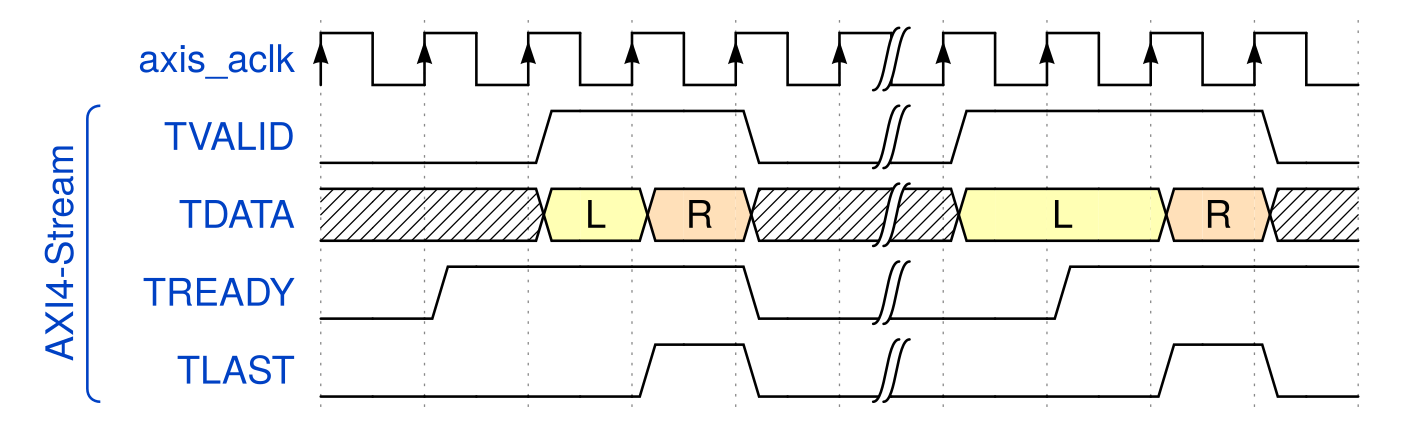 axis_aclk
AXI4-Stream
TVALID
TDATA L R L R
TREADY
TLAST